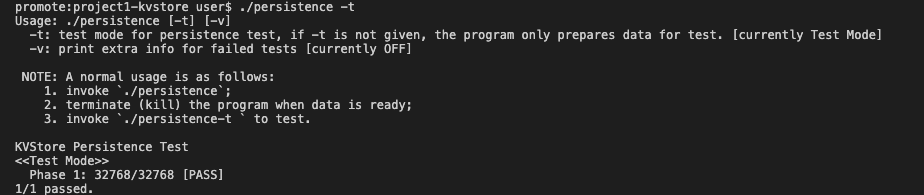 promote:project1-kvstore user$ ./persistence -t
Usage: ./persistence [-t] [-v]
-t: test mode for persistence test, if -t is not given, the program only prepares data for test. [currently Test Mode]
-v: print extra info for failed tests [currently OFF]
NOTE: A normal usage is as follows:
1. invoke `./persistence`;
2. terminate (kill) the program when data is ready;
3. invoke `./persistence-t ` to test.
KVStore Persistence Test
<<Test Mode>>
Phase 1: 32768/32768 [PASS]
1/1 passed.